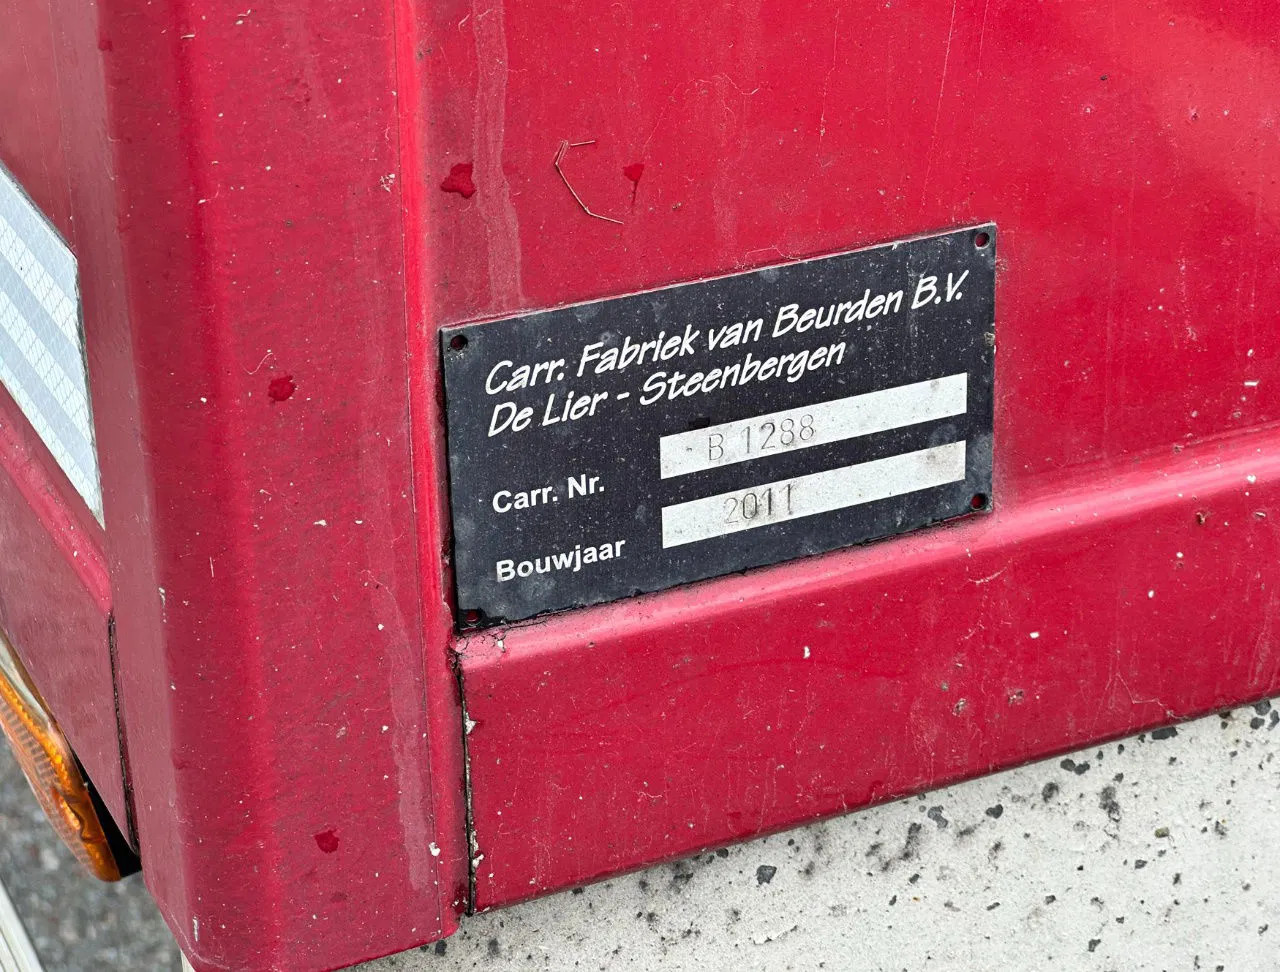 Carr. Fabriek van Beurden B.V.
De Lier - Steenbergen
Carr. Nr. B 1288
Bouwjaar 2011